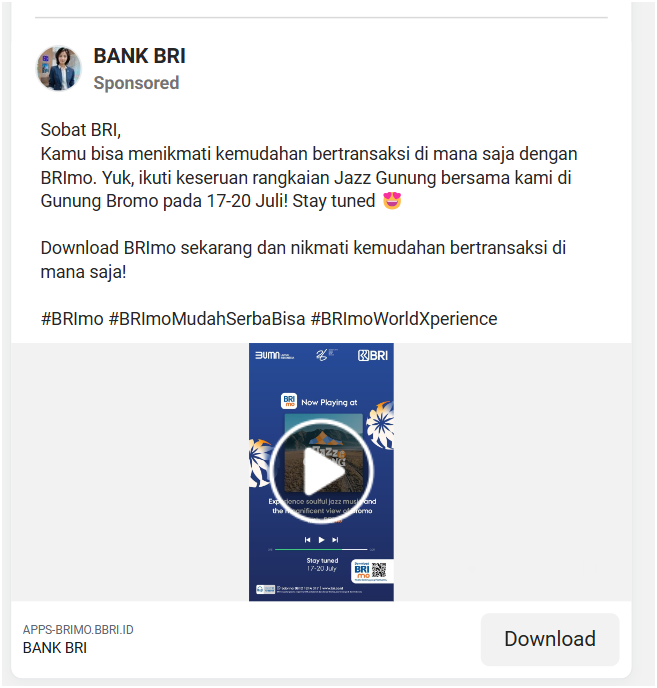 BANK BRI
Sponsored
Sobat BRI,
Kamu bisa menikmati kemudahan bertransaksi di mana saja dengan
BRImo. Yuk, ikuti keseruan rangkaian Jazz Gunung bersama kami di
Gunung Bromo pada 17-20 Juli! Stay tuned 😍
Download BRImo sekarang dan nikmati kemudahan bertransaksi di
mana saja!
#BRImo #BRImoMudahSerbaBisa #BRImoWorldXperience
BUMN BRI
BRI mo Now Playing at
Experience soulful jazz music and
the magnificent view of Bromo
Stay tuned
17-20 July
BRI
mo
APPS-BRIMO.BBRI.ID
BANK BRI
Download